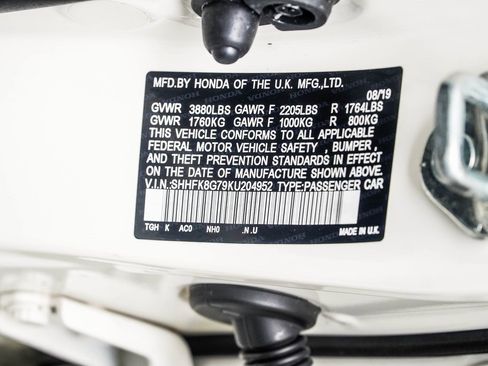 MFD.BY HONDA OF THE U.K. MFG.,LTD.
08/19
GVWR 3880LBS GAWR F 2205LBS R 1764LBS
GVWR 1760KG GAWR F 1000KG R 800KG
THIS VEHICLE CONFORMS TO ALL APPLICABLE
FEDERAL MOTOR VEHICLE SAFETY , BUMPER ,
AND THEFT PREVENTION STANDARDS IN EFFECT
ON THE DATE OF MANUFACTURE SHOWN ABOVE.
V.I.N.:SHHFK8G79KU204952 TYPE:PASSENGER CAR
TGH K AC0 NH0 .N.U
MADE IN U.K.